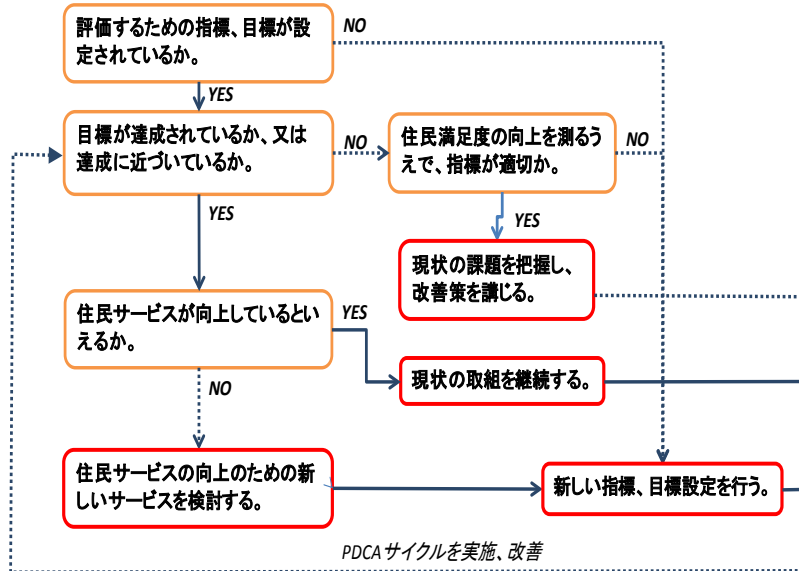 評価するための指標、目標が設
定されているか。
NO
YES
目標が達成されているか、又は
達成に近づいているか。
NO
住民満足度の向上を測るう
えで、指標が適切か。
NO
YES
YES
現状の課題を把握し、
改善策を講じる。
住民サービスが向上しているとい
えるか。
YES
現状の取組を継続する。
NO
住民サービスの向上のための新
しいサービスを検討する。
新しい指標、目標設定を行う。
PDCAサイクルを実施、改善